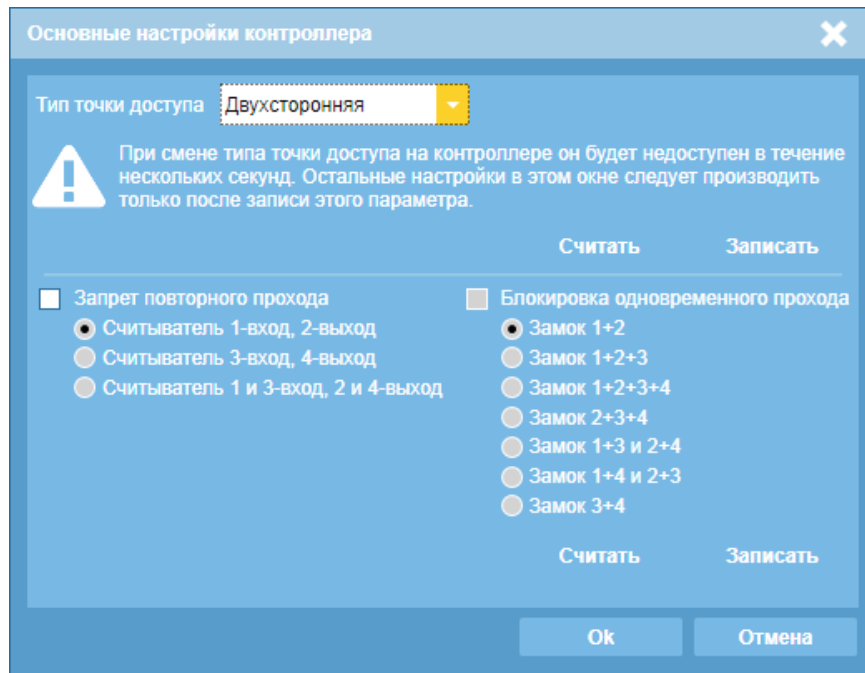 Основные настройки контроллера
Тип точки доступа Двухсторонняя
При смене типа точки доступа на контроллере он будет недоступен в течение
нескольких секунд. Остальные настройки в этом окне следует производить
только после записи этого параметра.
Считать Записать
Запрет повторного прохода
Считыватель 1-вход, 2-выход
Считыватель 3-вход, 4-выход
Считыватель 1 и 3-вход, 2 и 4-выход
Блокировка одновременного прохода
Замок 1+2
Замок 1+2+3
Замок 1+2+3+4
Замок 2+3+4
Замок 1+3 и 2+4
Замок 1+4 и 2+3
Замок 3+4
Считать Записать
Ok Отмена